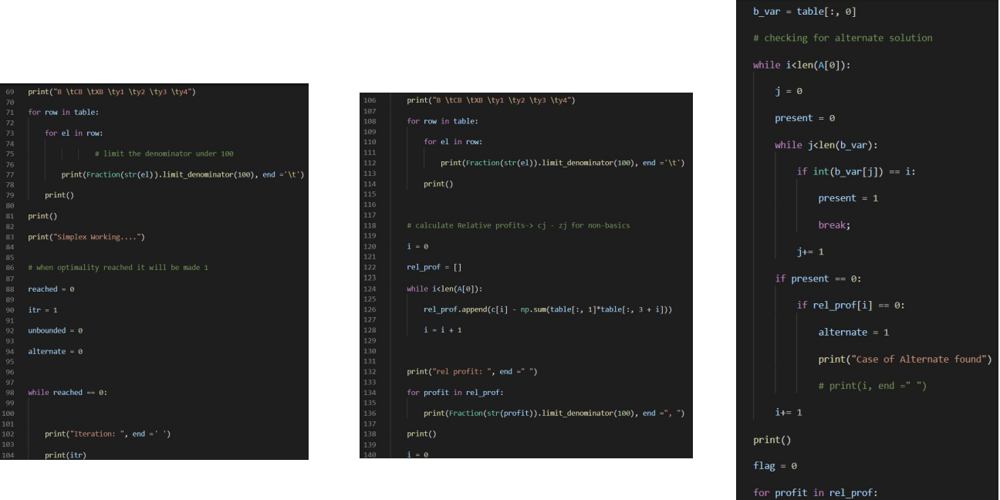 69 print("B \tCB \tXB \ty1 \ty2 \ty3 \ty4")
70
71 for row in table:
72
73 for el in row:
74
75 # limit the denominator under 100
76
77 print(Fraction(str(el)).limit_denominator(100), end ='\t')
78
79 print()
80
81 print()
82
83 print("Simplex Working....")
84
85
86 # when optimality reached it will be made 1
87
88 reached = 0
89
90 itr = 1
91
92 unbounded = 0
93
94 alternate = 0
95
96
97
98 while reached == 0:
99
100
101
102 print("Iteration: ", end =' ')
103
104 print(itr)
106 print("B \tCB \tXB \ty1 \ty2 \ty3 \ty4")
107
108 for row in table:
109
110 for el in row:
111
112 print(Fraction(str(el)).limit_denominator(100), end ='\t')
113
114 print()
115
116
117
118 # calculate Relative profits-> cj - zj for non-basics
119
120 i = 0
121
122 rel_prof = []
123
124 while i<len(A[0]):
125
126 rel_prof.append(c[i] - np.sum(table[:, 1]*table[:, 3 + i]))
127
128 i = i + 1
129
130
131
132 print("rel profit: ", end =" ")
133
134 for profit in rel_prof:
135
136 print(Fraction(str(profit)).limit_denominator(100), end =", ")
137
138 print()
139
140 i = 0
b_var = table[:, 0]
# checking for alternate solution
while i<len(A[0]):
j = 0
present = 0
while j<len(b_var):
if int(b_var[j]) == i:
present = 1
break;
j+= 1
if present == 0:
if rel_prof[i] == 0:
alternate = 1
print("Case of Alternate found")
# print(i, end =" ")
i+= 1
print()
flag = 0
for profit in rel_prof: